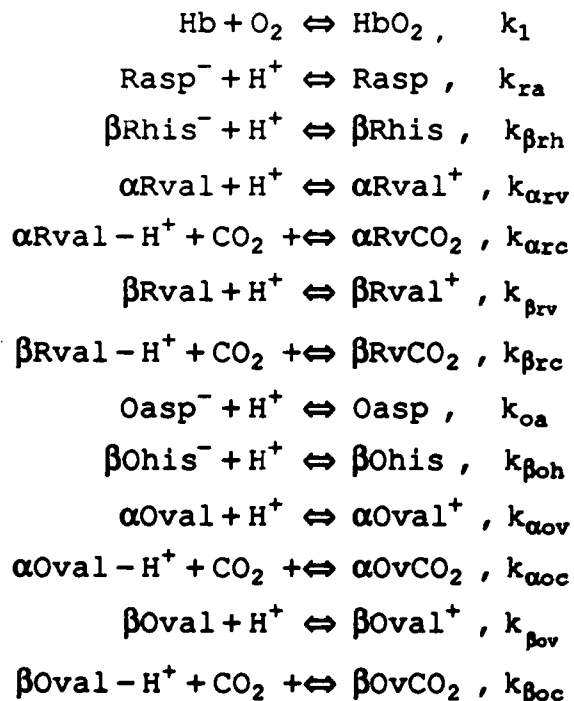 Hb + O₂ ⇔ HbO₂ , k₁
Rasp⁻ + H⁺ ⇔ Rasp , kᵣₐ
βRhis⁻ + H⁺ ⇔ βRhis , k_βrh
αRval + H⁺ ⇔ αRval⁺ , k_αrv
αRval − H⁺ + CO₂ +⇔ αRvCO₂ , k_αrc
βRval + H⁺ ⇔ βRval⁺ , k_βrv
βRval − H⁺ + CO₂ +⇔ βRvCO₂ , k_βrc
Oasp⁻ + H⁺ ⇔ Oasp , kₒₐ
βOhis⁻ + H⁺ ⇔ βOhis , k_βoh
αOval + H⁺ ⇔ αOval⁺ , k_αov
αOval − H⁺ + CO₂ +⇔ αOvCO₂ , k_αoc
βOval + H⁺ ⇔ βOval⁺ , k_βov
βOval − H⁺ + CO₂ +⇔ βOvCO₂ , k_βoc